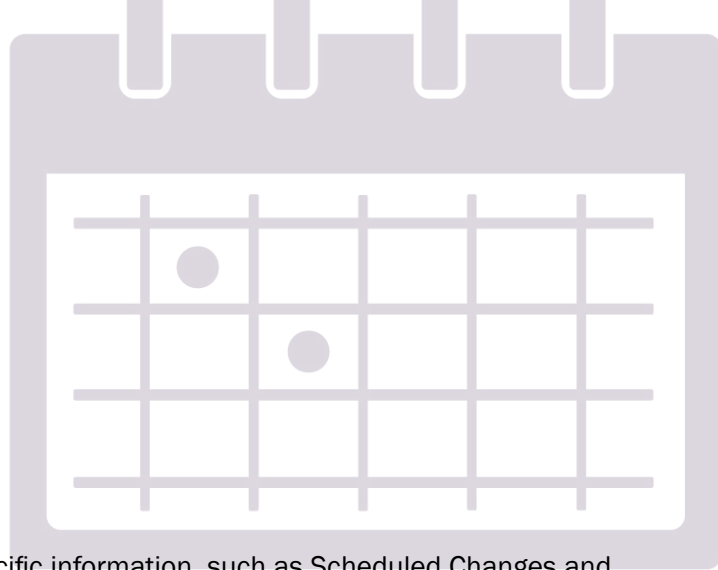 cific information, such as Scheduled Changes and